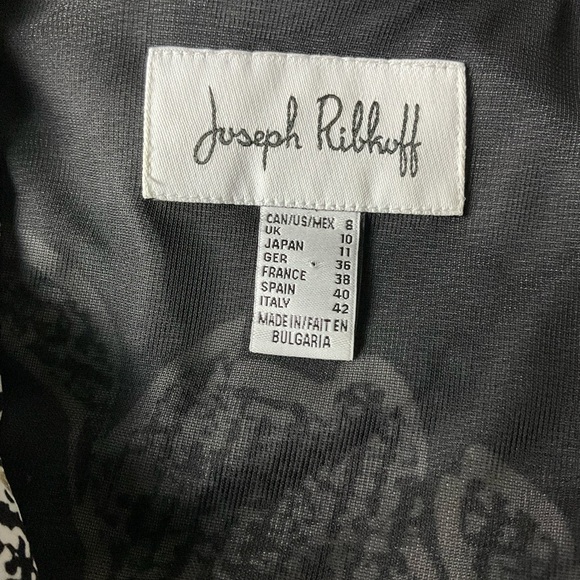 Joseph Ribkoff
CAN/US/MEX 8
UK 10
JAPAN 11
GER 36
FRANCE 38
SPAIN 40
ITALY 42
MADE IN/FAIT EN
BULGARIA